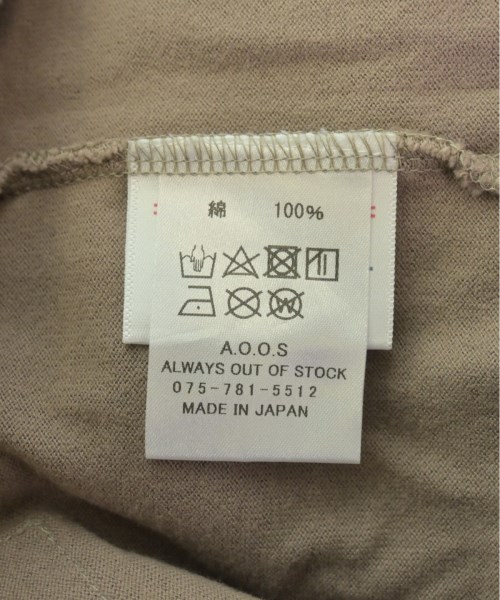 綿 100%
A.O.O.S
ALWAYS OUT OF STOCK
075-781-5512
MADE IN JAPAN